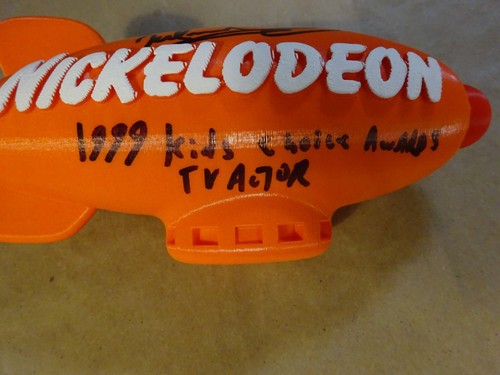 NICKELODEON
1999 kids choice AWARDS
TV ACTOR